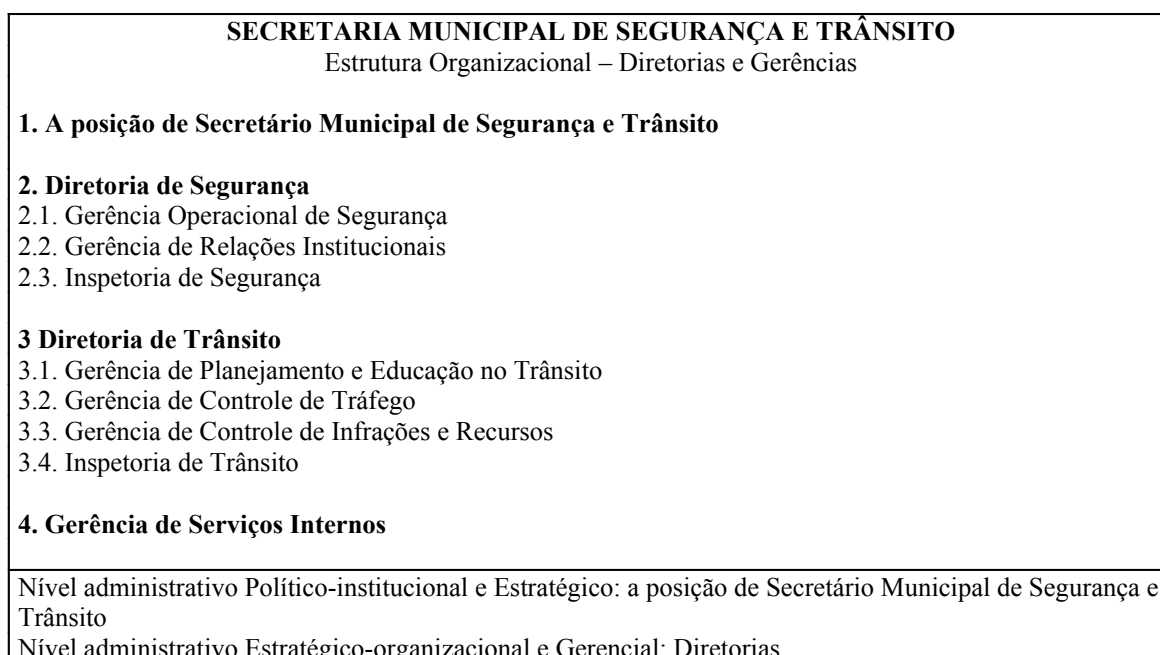 SECRETARIA MUNICIPAL DE SEGURANÇA E TRÂNSITO
Estrutura Organizacional – Diretorias e Gerências
1. A posição de Secretário Municipal de Segurança e Trânsito
2. Diretoria de Segurança
2.1. Gerência Operacional de Segurança
2.2. Gerência de Relações Institucionais
2.3. Inspetoria de Segurança
3 Diretoria de Trânsito
3.1. Gerência de Planejamento e Educação no Trânsito
3.2. Gerência de Controle de Tráfego
3.3. Gerência de Controle de Infrações e Recursos
3.4. Inspetoria de Trânsito
4. Gerência de Serviços Internos
Nível administrativo Político-institucional e Estratégico: a posição de Secretário Municipal de Segurança e
Trânsito
Nível administrativo Estratégico-organizacional e Gerencial: Diretorias